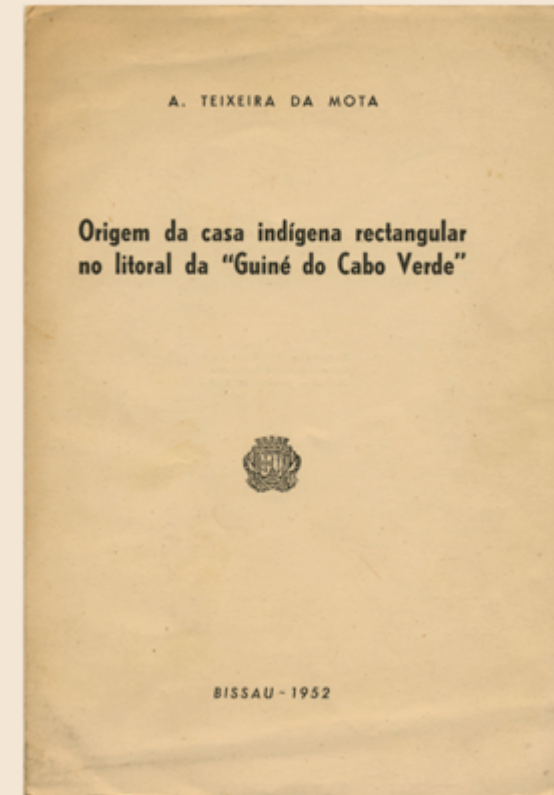 A. TEIXEIRA DA MOTA
Origem da casa indígena rectangular
no litoral da "Guiné do Cabo Verde"
BISSAU - 1952